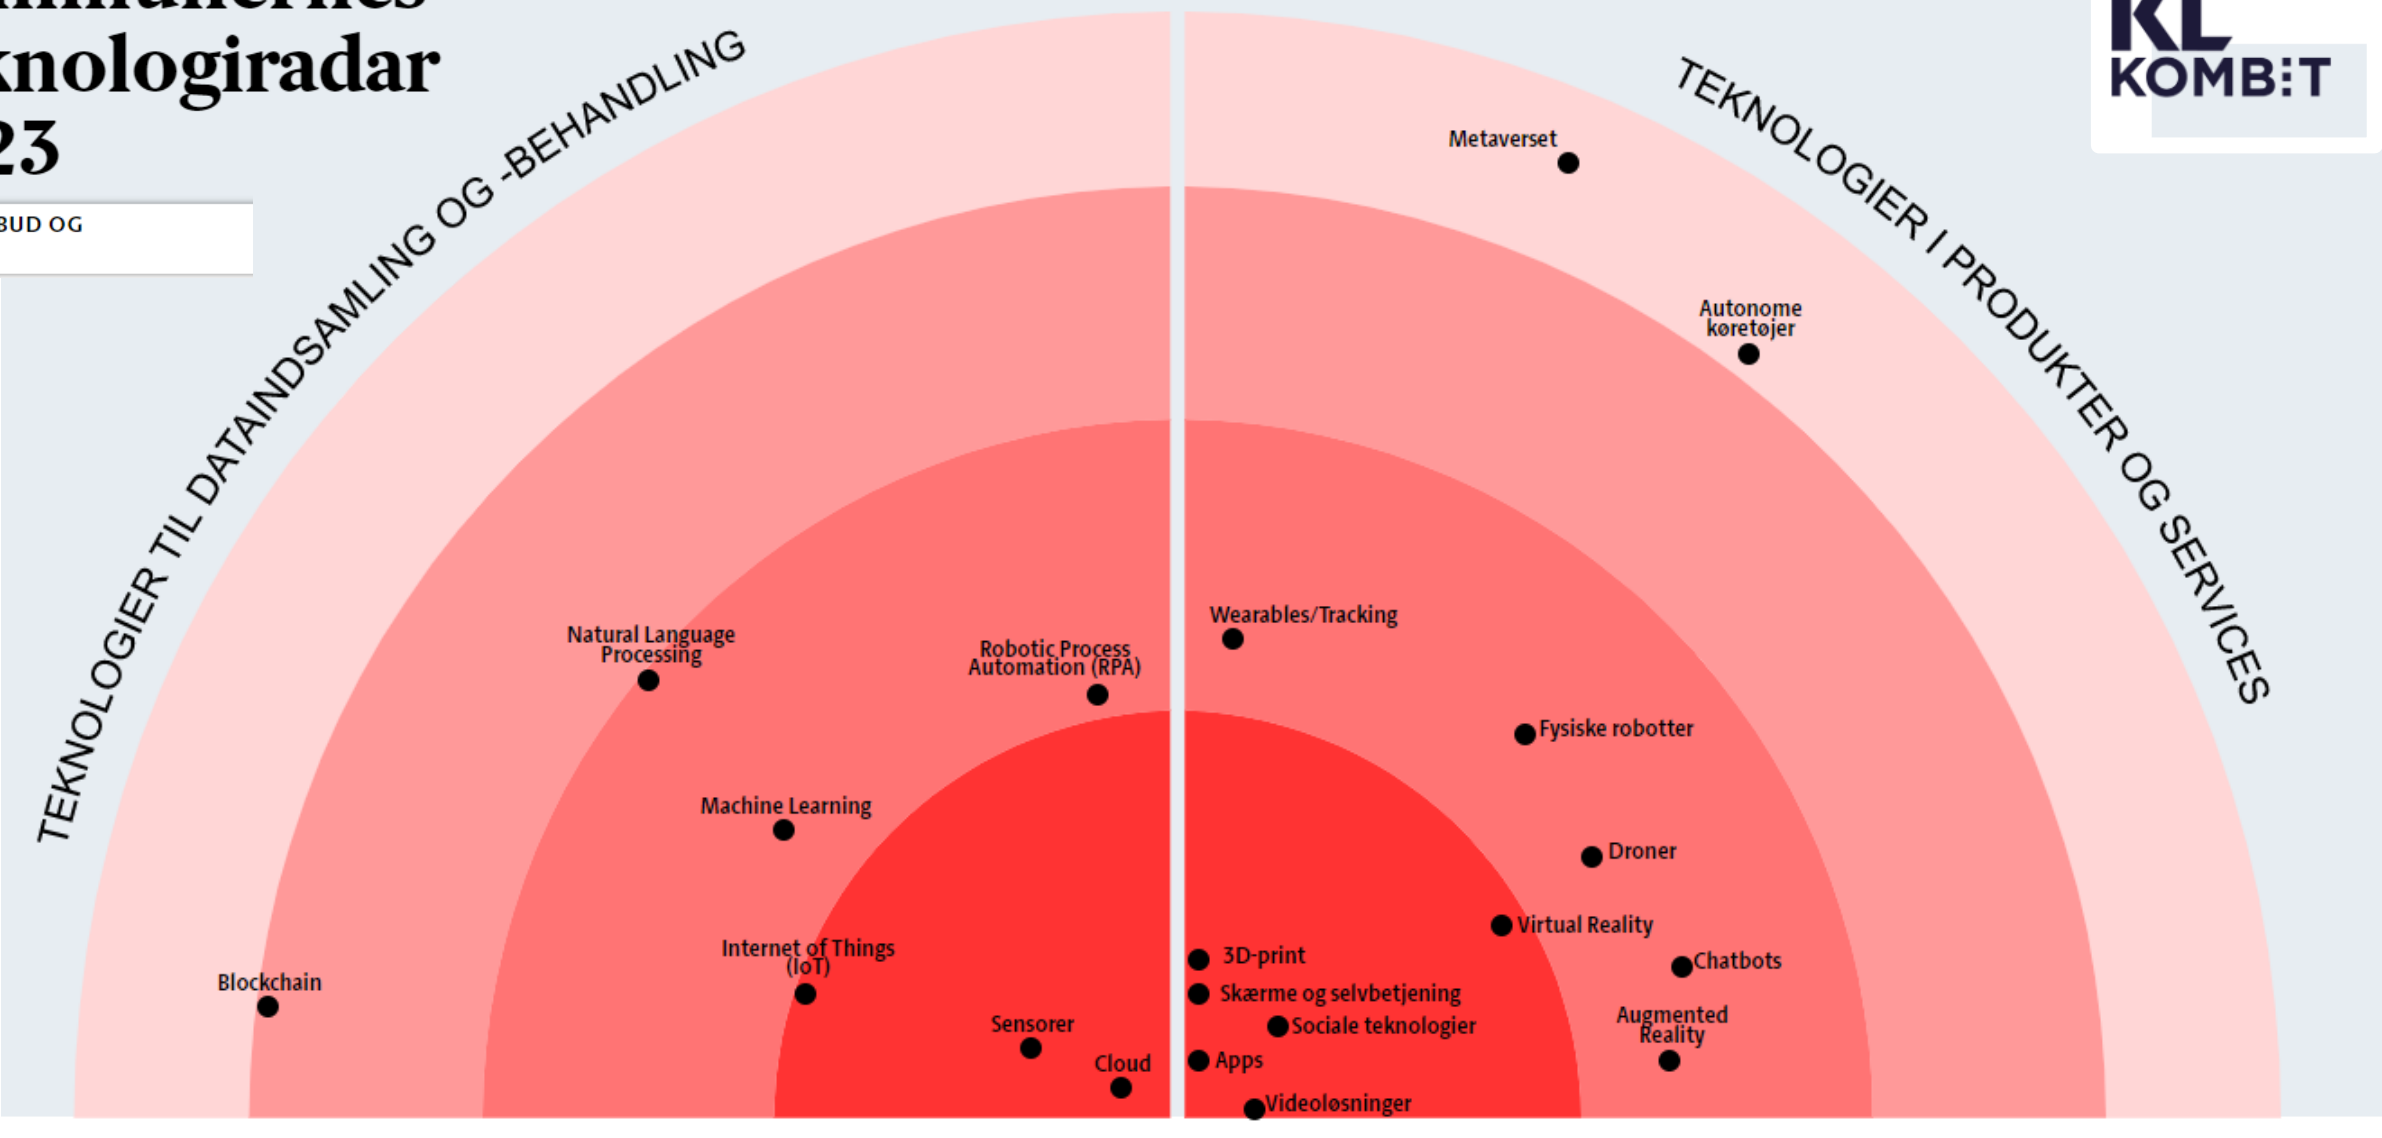 knologiradar
23
BUD OG
TEKNOLOGIER TIL DATAINDSAMLING OG -BEHANDLING
TEKNOLOGIER I PRODUKTER OG SERVICES
KL
KOMBIT
Metaverset
Autonome
køretøjer
Wearables/Tracking
Natural Language
Processing
Robotic Process
Automation (RPA)
Fysiske robotter
Machine Learning
Droner
Virtual Reality
Internet of Things
(IoT)
3D-print
Chatbots
Blockchain
Skærme og selvbetjening
Sensorer
Sociale teknologier
Augmented
Reality
Cloud
Apps
Videoløsninger